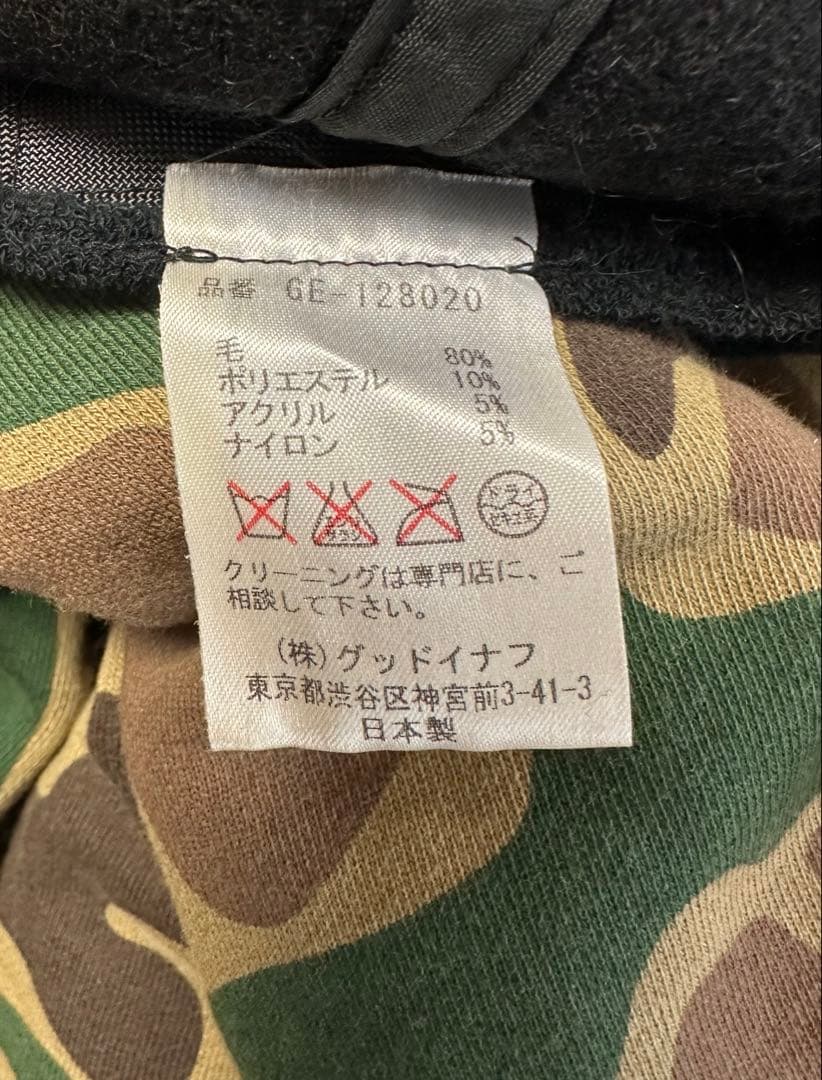 品番 GE-128020
毛 80%
ポリエステル 10%
アクリル 5%
ナイロン 5%
ドライ
クリーニングは専門店に、ご
相談して下さい。
(株)グッドイナフ
東京都渋谷区神宮前3-41-3
日本製